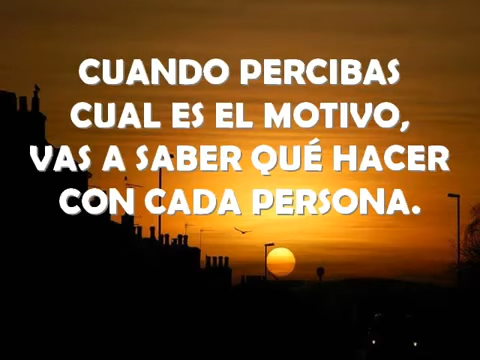 CUANDO PERCIBAS
CUAL ES EL MOTIVO,
VAS A SABER QUÉ HACER
CON CADA PERSONA.